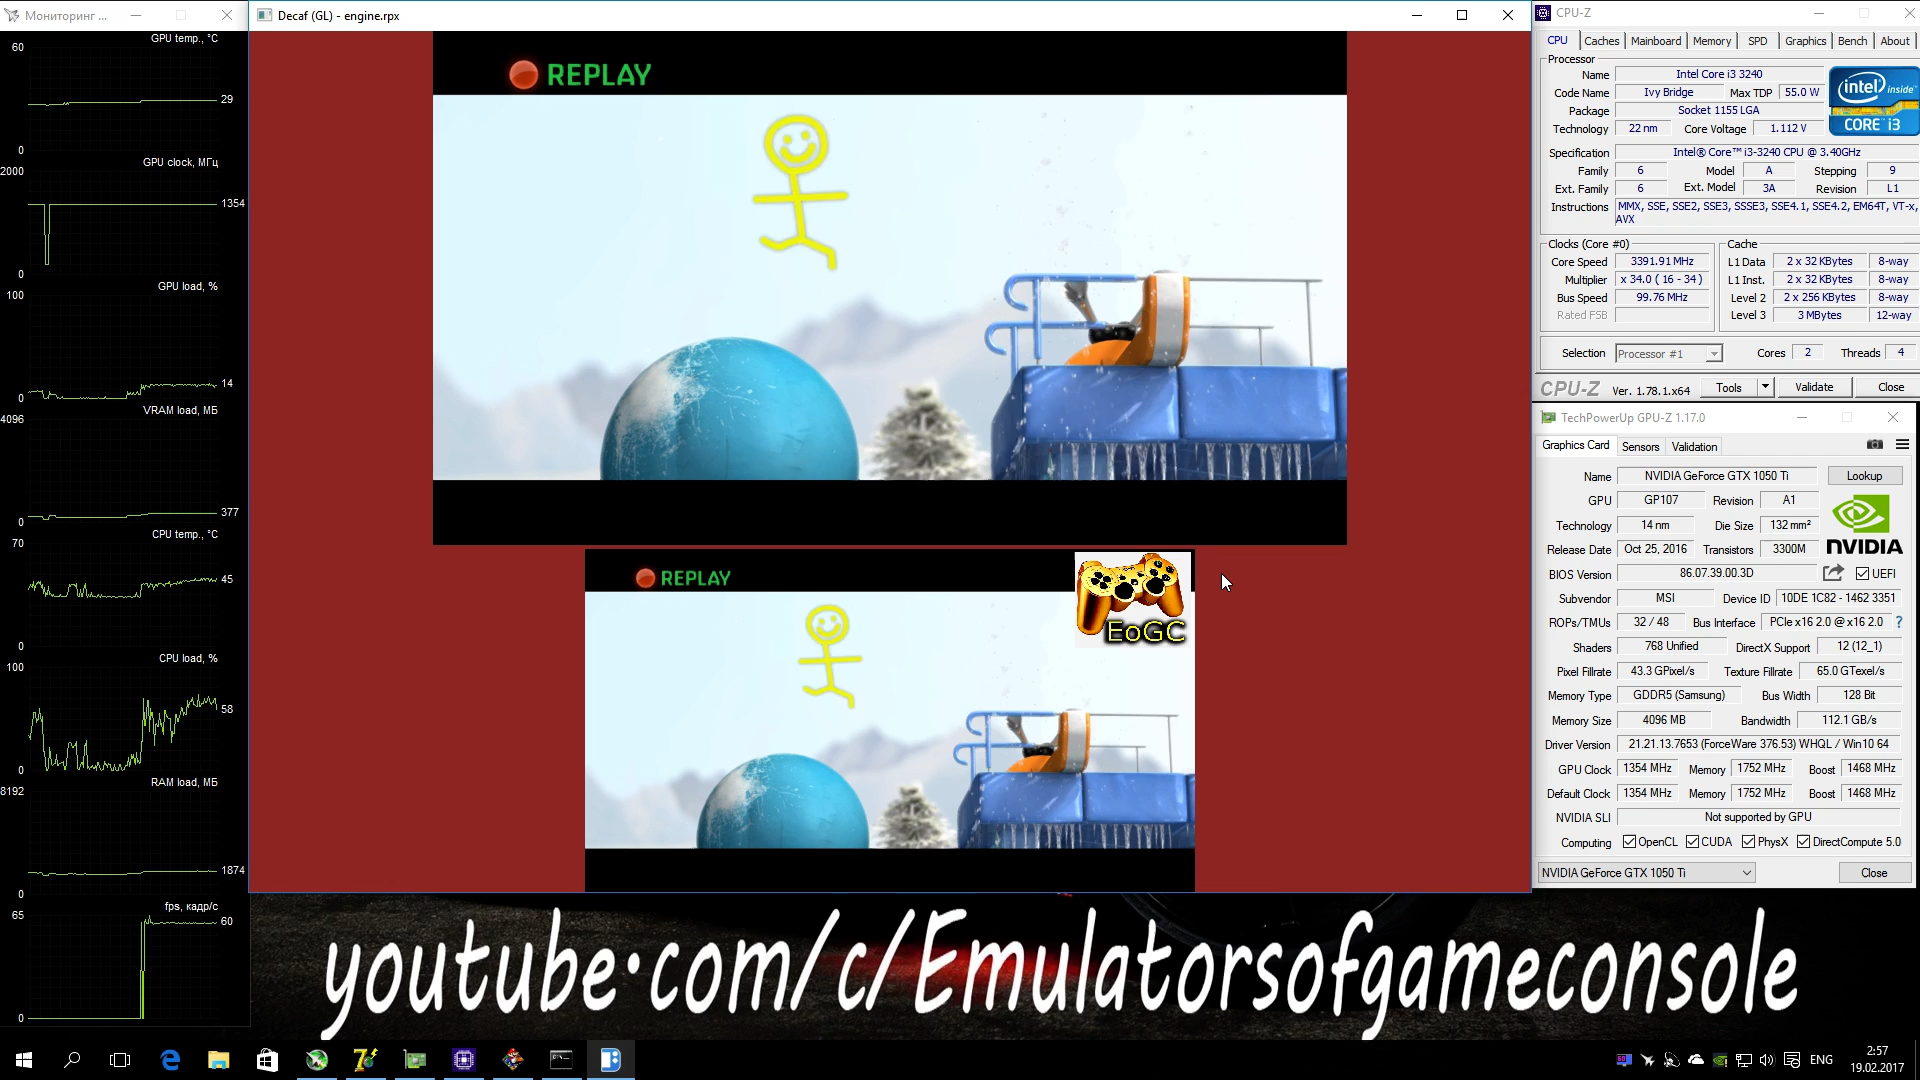 Мониторинг ...
GPU temp., °C
60
29
0
GPU clock, МГц
2000
1354
0
GPU load, %
100
14
0
VRAM load, МБ
4096
377
0
CPU temp., °C
70
45
0
CPU load, %
100
58
0
RAM load, МБ
8192
1874
0
fps, кадр/с
65
60
0
Decaf (GL) - engine.rpx
REPLAY
REPLAY
EoGC
youtube.com/c/Emulatorsofgameconsole
CPU-Z
CPU Caches Mainboard Memory SPD Graphics Bench About
Processor
Name Intel Core i3 3240
Code Name Ivy Bridge Max TDP 55.0 W
Package Socket 1155 LGA
Technology 22 nm Core Voltage 1.112 V
intel inside™
CORE i3
Specification Intel® Core™ i3-3240 CPU @ 3.40GHz
Family 6 Model A Stepping 9
Ext. Family 6 Ext. Model 3A Revision L1
Instructions MMX, SSE, SSE2, SSE3, SSSE3, SSE4.1, SSE4.2, EM64T, VT-x,
AVX
Clocks (Core #0) Cache
Core Speed 3391.91 MHz L1 Data 2 x 32 KBytes 8-way
Multiplier x 34.0 ( 16 - 34 ) L1 Inst. 2 x 32 KBytes 8-way
Bus Speed 99.76 MHz Level 2 2 x 256 KBytes 8-way
Rated FSB Level 3 3 MBytes 12-way
Selection Processor #1 Cores 2 Threads 4
CPU-Z Ver. 1.78.1.x64 Tools Validate Close
TechPowerUp GPU-Z 1.17.0
Graphics Card Sensors Validation
Name NVIDIA GeForce GTX 1050 Ti Lookup
GPU GP107 Revision A1
Technology 14 nm Die Size 132 mm²
Release Date Oct 25, 2016 Transistors 3300M
NVIDIA
BIOS Version 86.07.39.00.3D UEFI
Subvendor MSI Device ID 10DE 1C82 - 1462 3351
ROPs/TMUs 32 / 48 Bus Interface PCIe x16 2.0 @ x16 2.0 ?
Shaders 768 Unified DirectX Support 12 (12_1)
Pixel Fillrate 43.3 GPixel/s Texture Fillrate 65.0 GTexel/s
Memory Type GDDR5 (Samsung) Bus Width 128 Bit
Memory Size 4096 MB Bandwidth 112.1 GB/s
Driver Version 21.21.13.7653 (ForceWare 376.53) WHQL / Win10 64
GPU Clock 1354 MHz Memory 1752 MHz Boost 1468 MHz
Default Clock 1354 MHz Memory 1752 MHz Boost 1468 MHz
NVIDIA SLI Not supported by GPU
Computing OpenCL CUDA PhysX DirectCompute 5.0
NVIDIA GeForce GTX 1050 Ti Close
ENG
2:57
19.02.2017